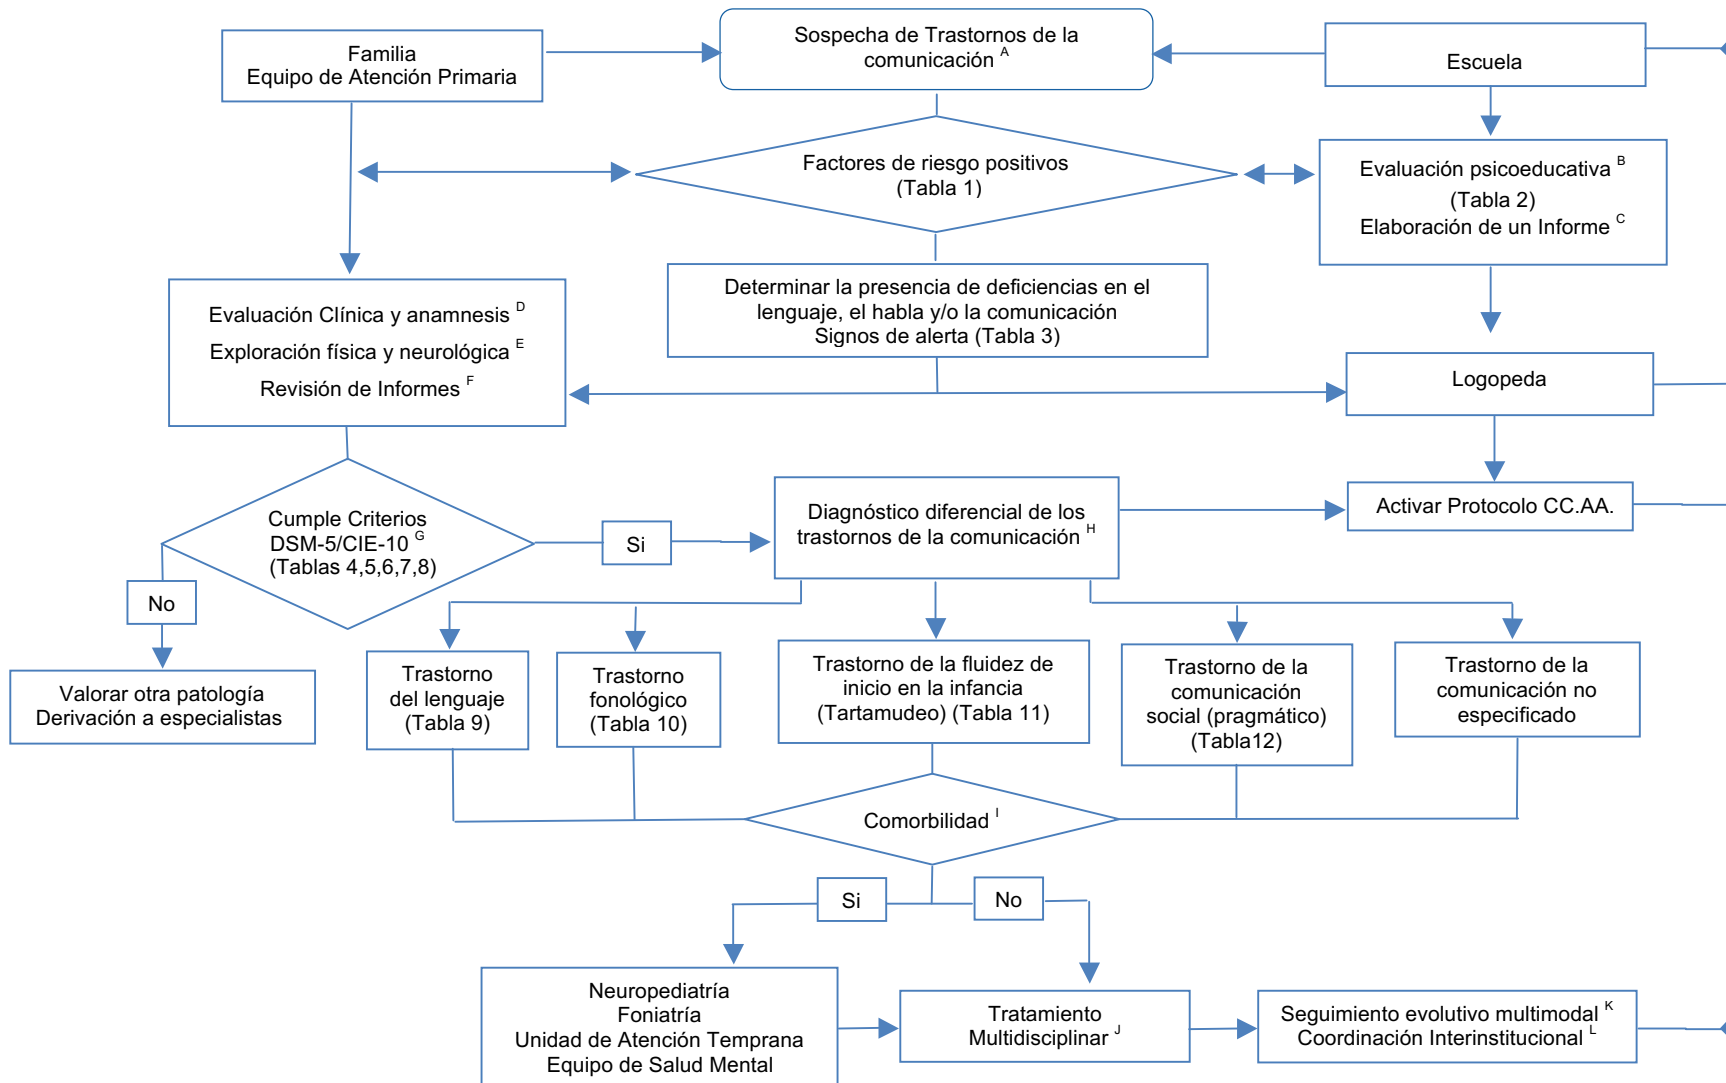 Familia
Equipo de Atención Primaria
Sospecha de Trastornos de la
comunicación A
Escuela
Factores de riesgo positivos
(Tabla 1)
Evaluación psicoeducativa B
(Tabla 2)
Elaboración de un Informe C
Evaluación Clínica y anamnesis D
Exploración física y neurológica E
Revisión de Informes F
Determinar la presencia de deficiencias en el
lenguaje, el habla y/o la comunicación
Signos de alerta (Tabla 3)
Logopeda
Cumple Criterios
DSM-5/CIE-10 G
(Tablas 4,5,6,7,8)
Si
Diagnóstico diferencial de los
trastornos de la comunicación H
Activar Protocolo CC.AA.
No
Valorar otra patología
Derivación a especialistas
Trastorno
del lenguaje
(Tabla 9)
Trastorno
fonológico
(Tabla 10)
Trastorno de la fluidez de
inicio en la infancia
(Tartamudeo) (Tabla 11)
Trastorno de la
comunicación
social (pragmático)
(Tabla12)
Trastorno de la
comunicación no
especificado
Comorbilidad I
Si
No
Neuropediatría
Foniatría
Unidad de Atención Temprana
Equipo de Salud Mental
Tratamiento
Multidisciplinar J
Seguimiento evolutivo multimodal K
Coordinación Interinstitucional L